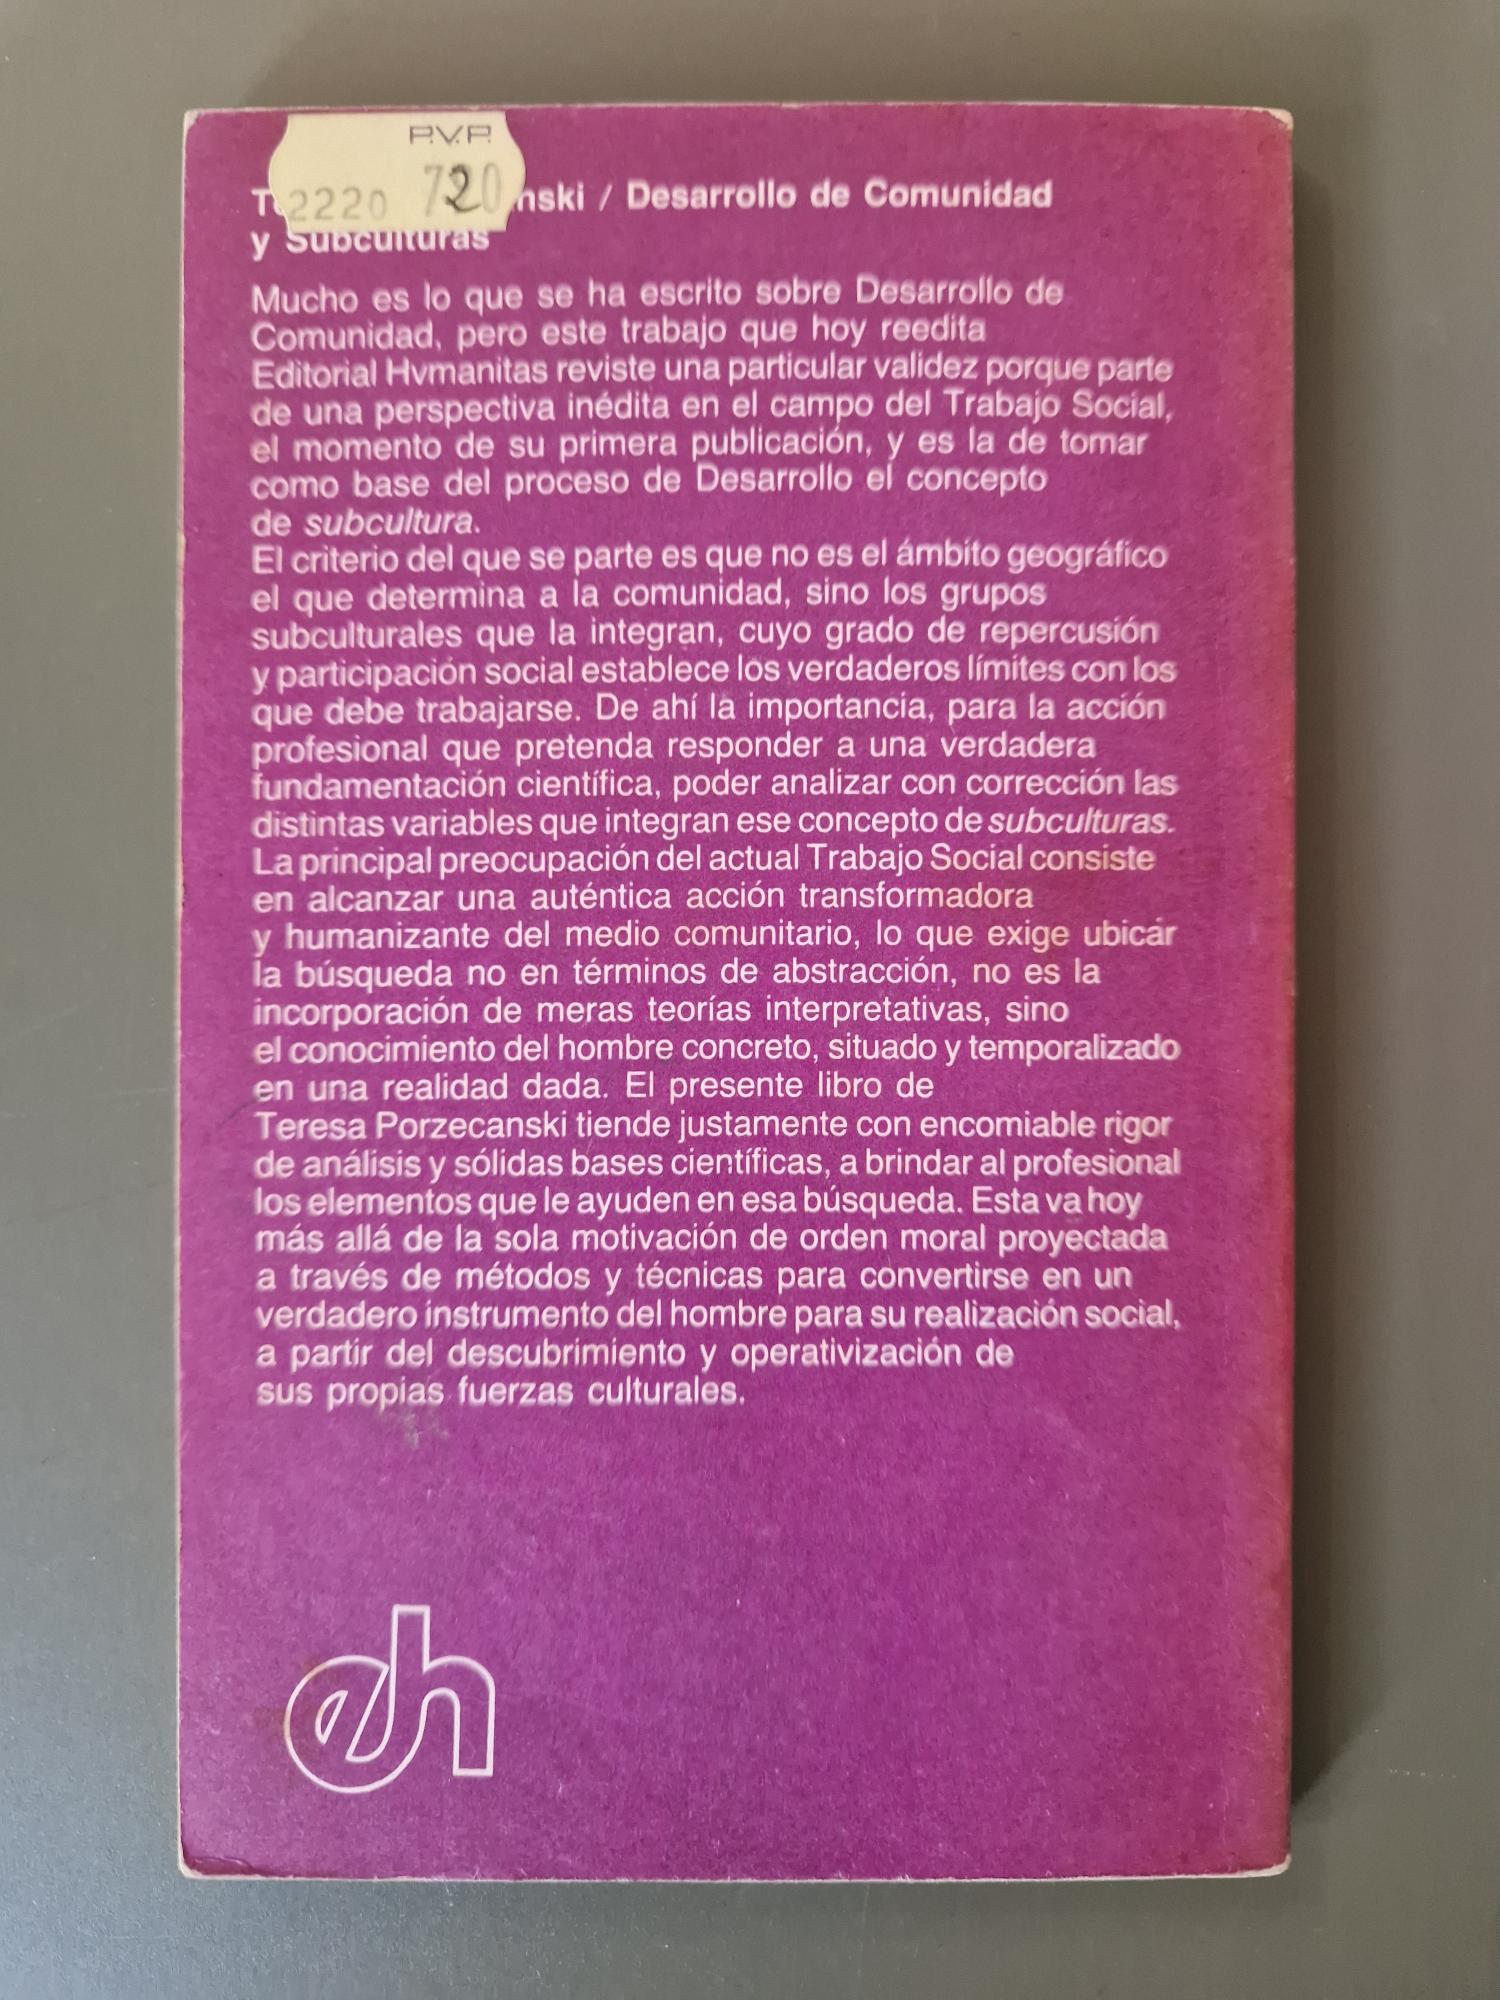 P.V.P.
2220 720
nski / Desarrollo de Comunidad
y Subculturas
Mucho es lo que se ha escrito sobre Desarrollo de
Comunidad, pero este trabajo que hoy reedita
Editorial Hvmanitas reviste una particular validez porque parte
de una perspectiva inédita en el campo del Trabajo Social,
el momento de su primera publicación, y es la de tomar
como base del proceso de Desarrollo el concepto
de subcultura.
El criterio del que se parte es que no es el ámbito geográfico
el que determina a la comunidad, sino los grupos
subculturales que la integran, cuyo grado de repercusión
y participación social establece los verdaderos límites con los
que debe trabajarse. De ahí la importancia, para la acción
profesional que pretenda responder a una verdadera
fundamentación científica, poder analizar con corrección las
distintas variables que integran ese concepto de subculturas.
La principal preocupación del actual Trabajo Social consiste
en alcanzar una auténtica acción transformadora
y humanizante del medio comunitario, lo que exige ubicar
la búsqueda no en términos de abstracción, no es la
incorporación de meras teorías interpretativas, sino
el conocimiento del hombre concreto, situado y temporalizado
en una realidad dada. El presente libro de
Teresa Porzecanski tiende justamente con encomiable rigor
de análisis y sólidas bases científicas, a brindar al profesional
los elementos que le ayuden en esa búsqueda. Esta va hoy
más allá de la sola motivación de orden moral proyectada
a través de métodos y técnicas para convertirse en un
verdadero instrumento del hombre para su realización social,
a partir del descubrimiento y operativización de
sus propias fuerzas culturales.
eh